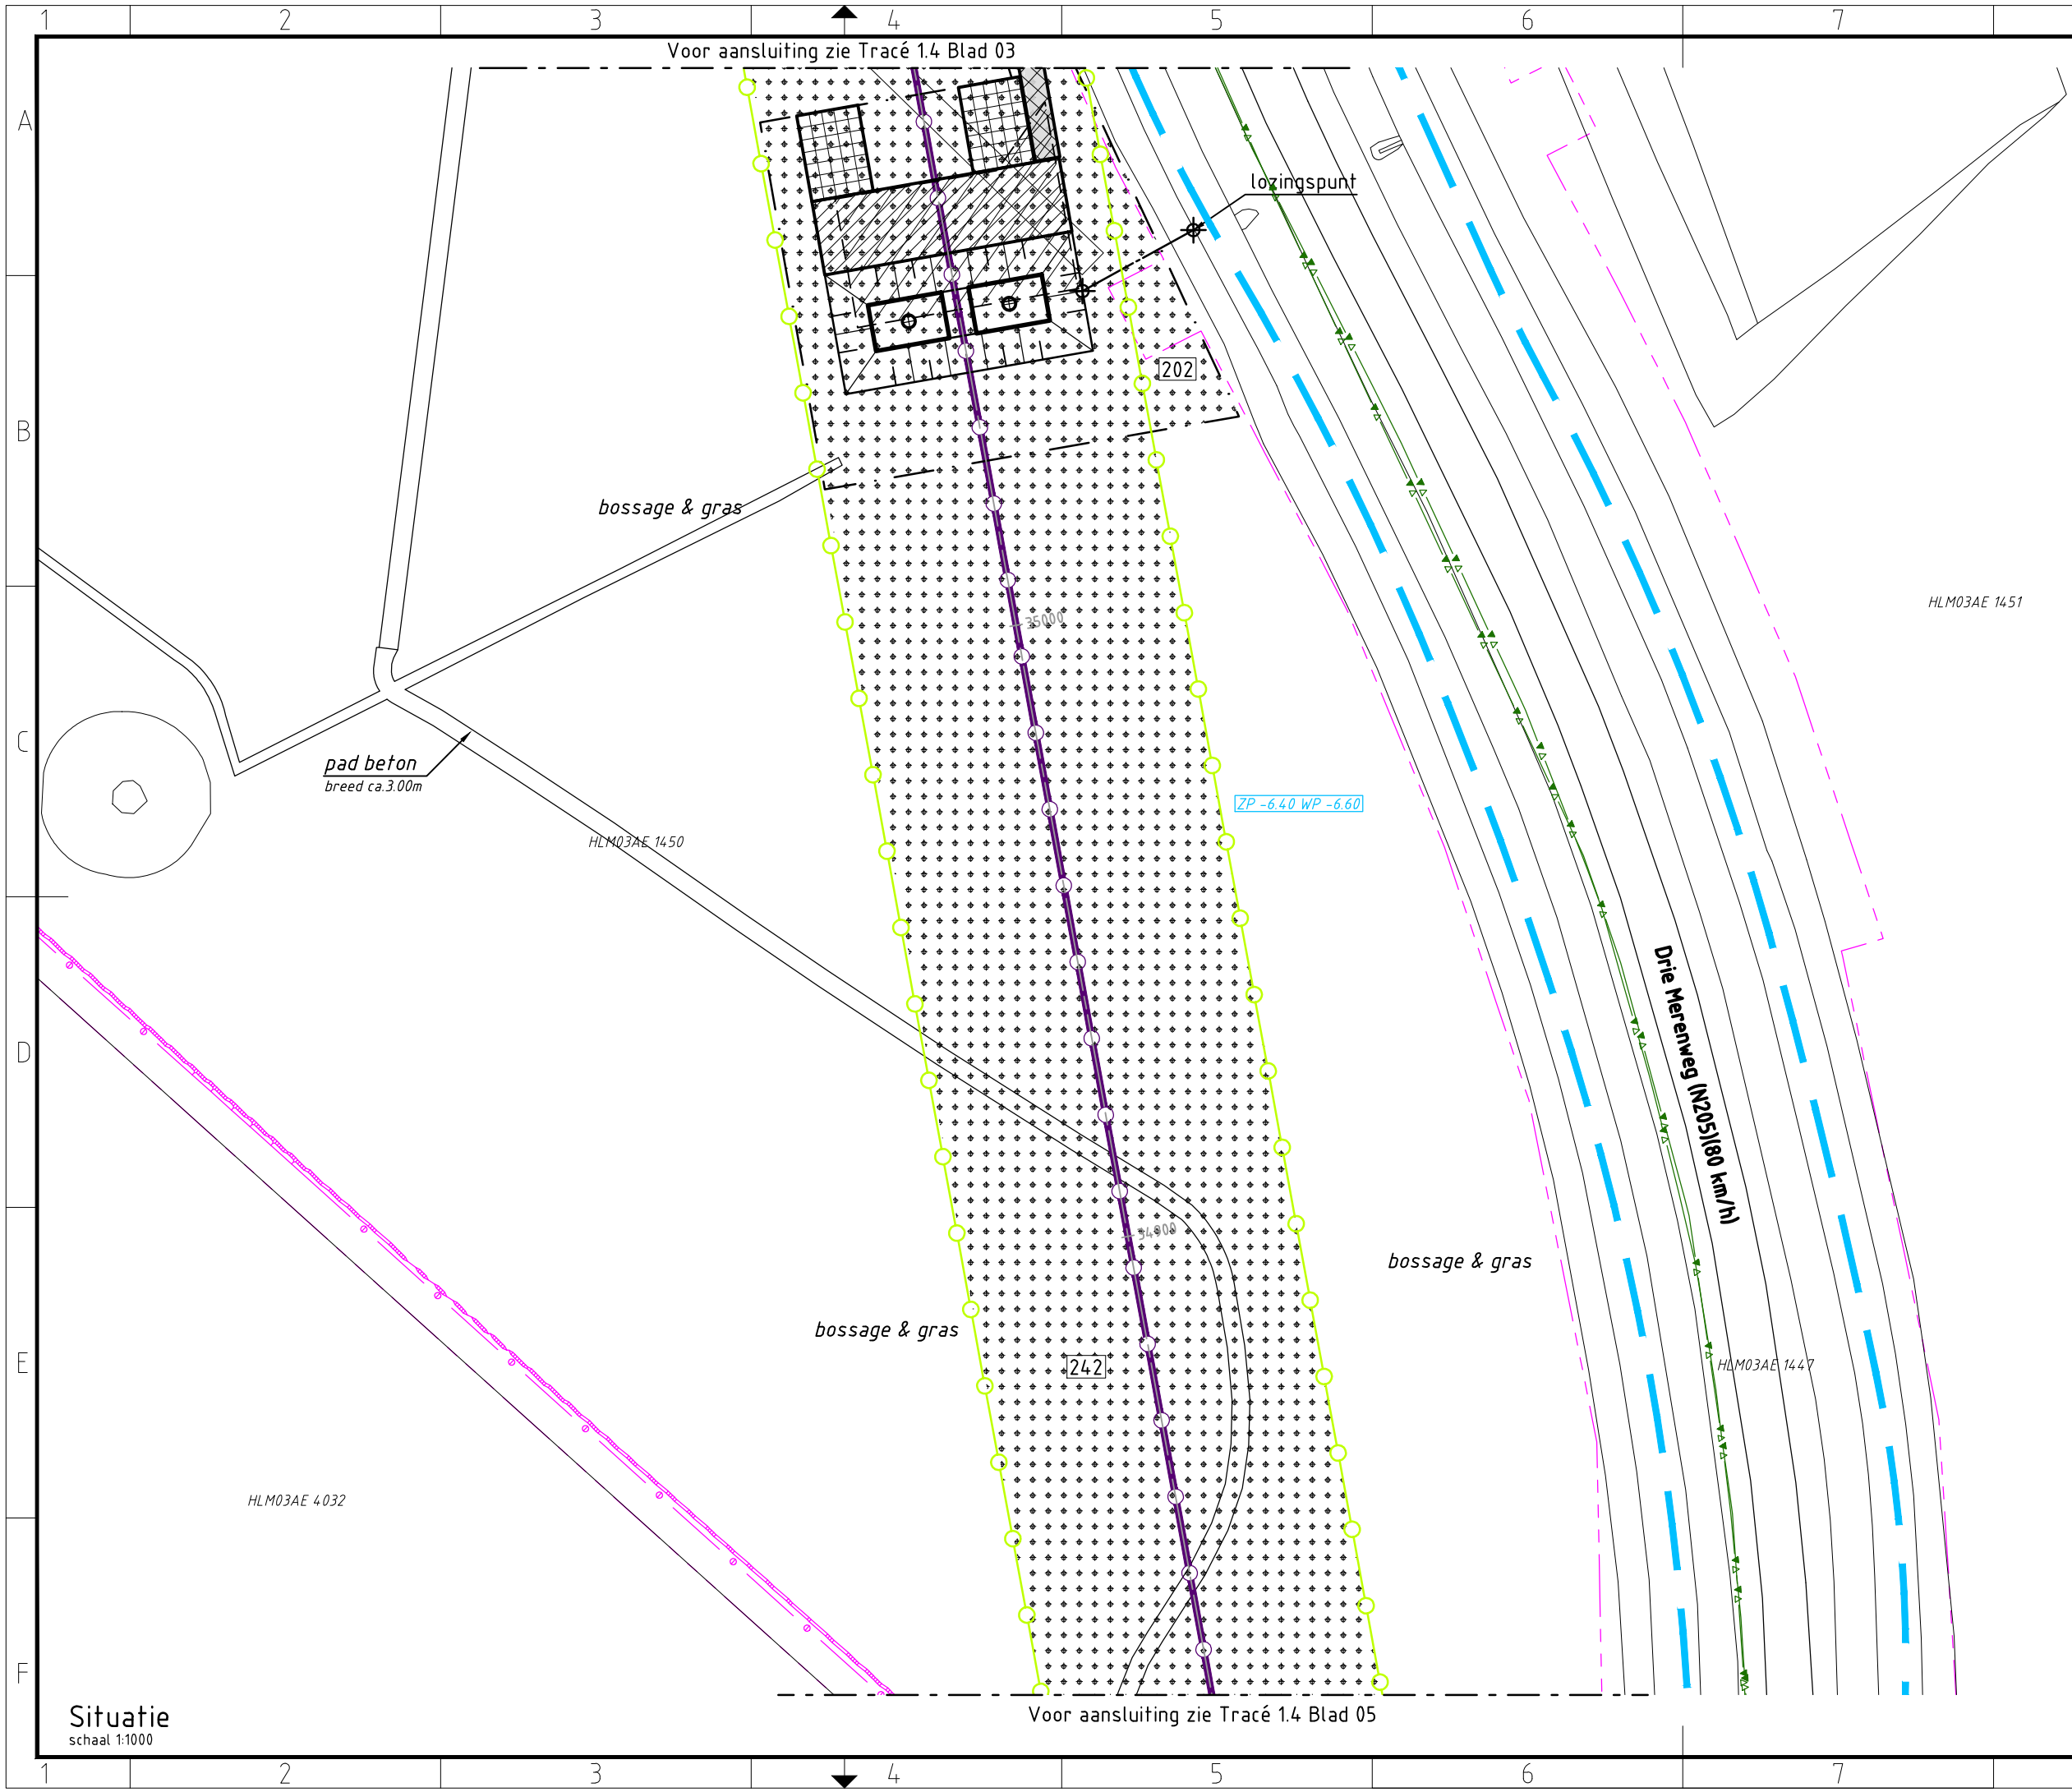 1 2 3 4 5 6 7
Voor aansluiting zie Tracé 1.4 Blad 03
A
lozingspunt
202
B
bossage & gras
HLM03AE 1451
35000
C
pad beton
breed ca.3.00m
ZP -6.40 WP -6.60
HLM03AE 1450
D
Drie Merenweg (N205)(80 km/h)
34900
bossage & gras
bossage & gras
E
242
HLM03AE 1447
HLM03AE 4032
F
Situatie
schaal 1:1000
Voor aansluiting zie Tracé 1.4 Blad 05
1 2 3 4 5 6 7